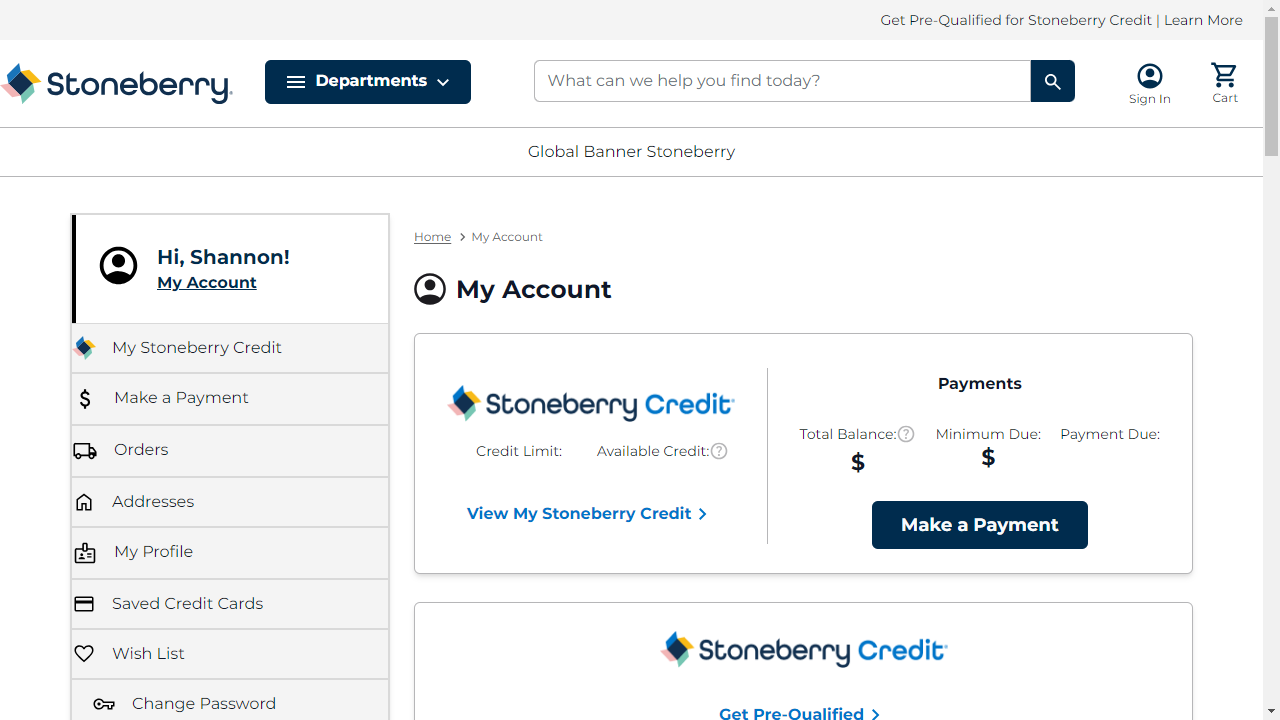 Get Pre-Qualified for Stoneberry Credit | Learn More
Stoneberry.
Departments
What can we help you find today?
Sign In
Cart
Global Banner Stoneberry
Hi, Shannon!
My Account
My Stoneberry Credit
Make a Payment
Orders
Addresses
My Profile
Saved Credit Cards
Wish List
Change Password
Home > My Account
My Account
Stoneberry Credit
Credit Limit:
Available Credit:?
View My Stoneberry Credit >
Payments
Total Balance:?
$
Minimum Due:
$
Payment Due:
Make a Payment
Stoneberry Credit
Get Pre-Qualified >